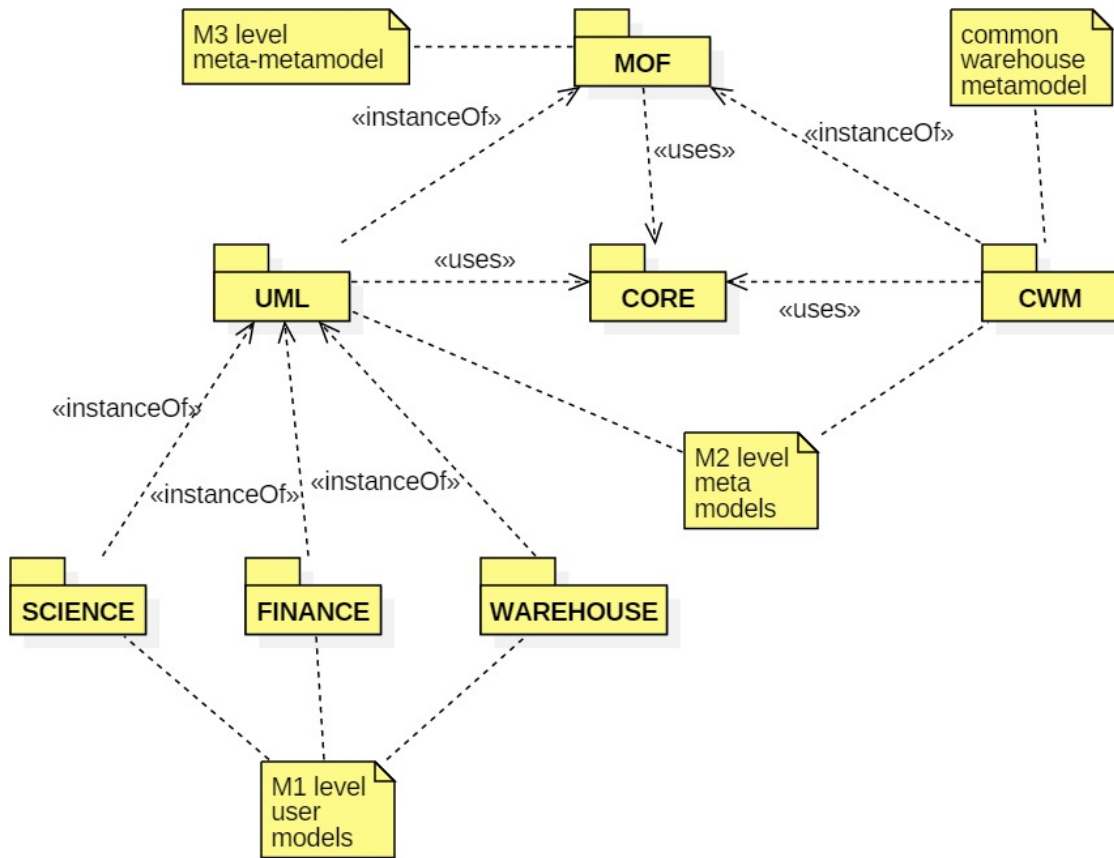 M3 level
meta-metamodel
MOF
common
warehouse
metamodel
«instanceOf»
«uses»
«instanceOf»
UML
«uses»
CORE
«uses»
CWM
«instanceOf»
«instanceOf»
«instanceOf»
M2 level
meta
models
SCIENCE
FINANCE
WAREHOUSE
M1 level
user
models